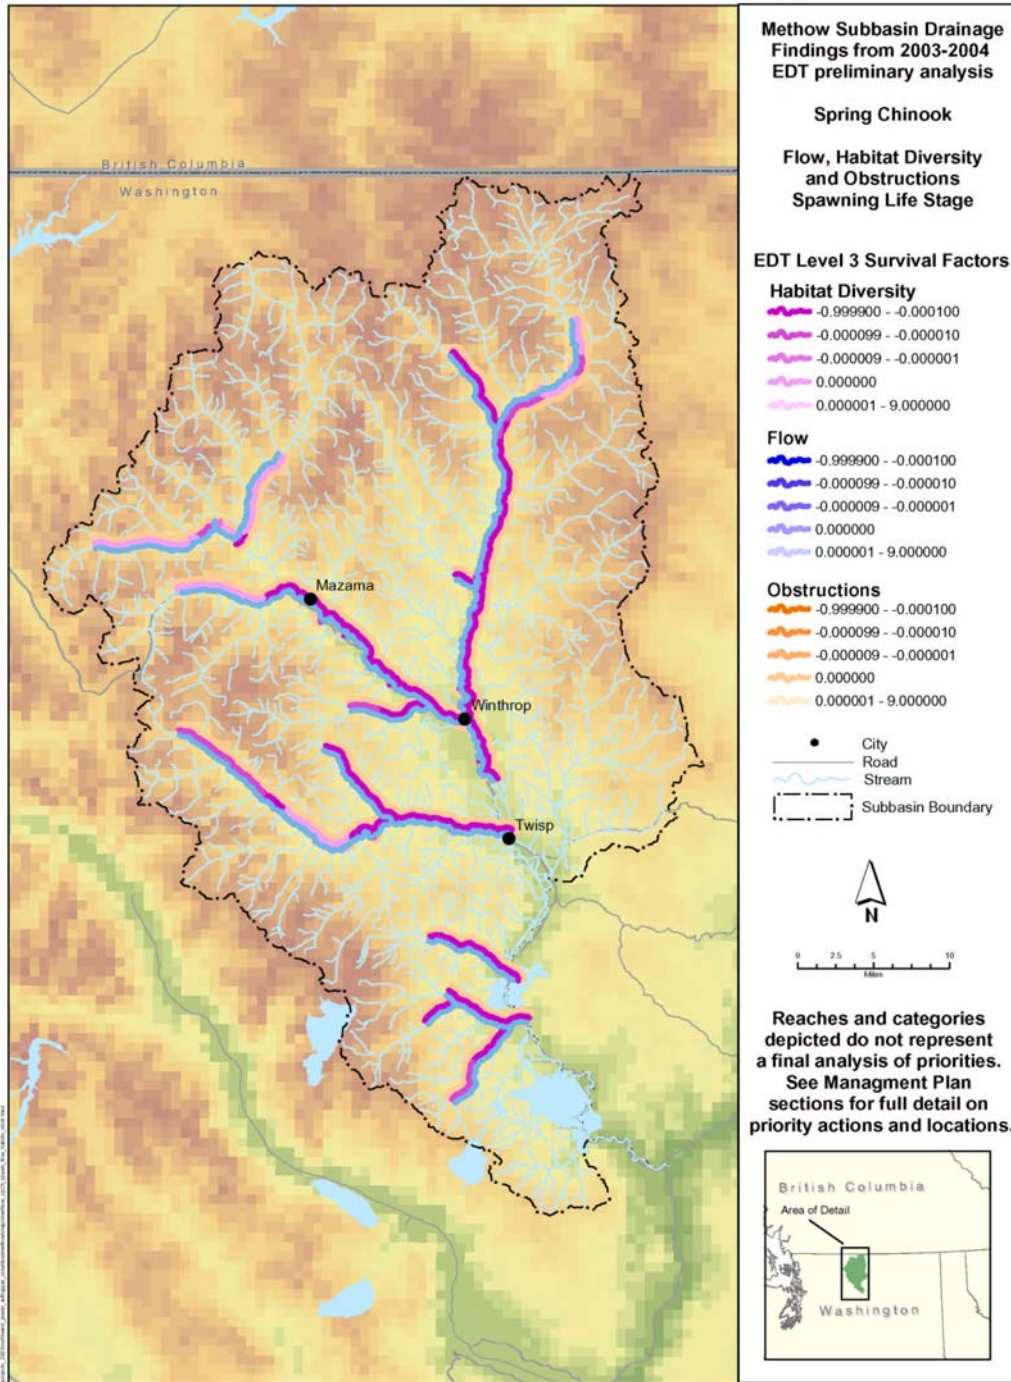 British Columbia
Washington
Mazama
Winthrop
Twisp
Methow Subbasin Drainage
Findings from 2003-2004
EDT preliminary analysis
Spring Chinook
Flow, Habitat Diversity
and Obstructions
Spawning Life Stage
EDT Level 3 Survival Factors
Habitat Diversity
-0.999900 - -0.000100
-0.000099 - -0.000010
-0.000009 - -0.000001
0.000000
0.000001 - 9.000000
Flow
-0.999900 - -0.000100
-0.000099 - -0.000010
-0.000009 - -0.000001
0.000000
0.000001 - 9.000000
Obstructions
-0.999900 - -0.000100
-0.000099 - -0.000010
-0.000009 - -0.000001
0.000000
0.000001 - 9.000000
City
Road
Stream
Subbasin Boundary
N
0 2.5 5 10
Miles
Reaches and categories
depicted do not represent
a final analysis of priorities.
See Managment Plan
sections for full detail on
priority actions and locations.
British Columbia
Area of Detail
Washington